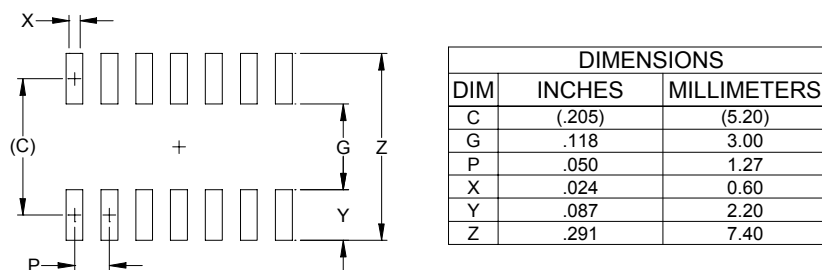 X
(C)
G
Z
Y
P
DIMENSIONS
DIM INCHES MILLIMETERS
C (.205) (5.20)
G .118 3.00
P .050 1.27
X .024 0.60
Y .087 2.20
Z .291 7.40